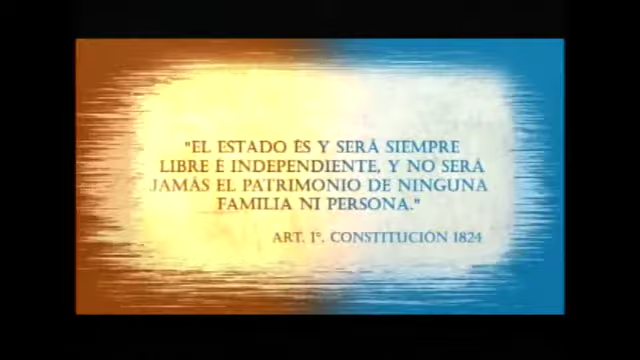 "EL ESTADO ÉS Y SERÁ SIEMPRE
LIBRE É INDEPENDIENTE, Y NO SERÁ
JAMÁS EL PATRIMONIO DE NINGUNA
FAMILIA NI PERSONA."
ART. 1º. CONSTITUCIÓN 1824